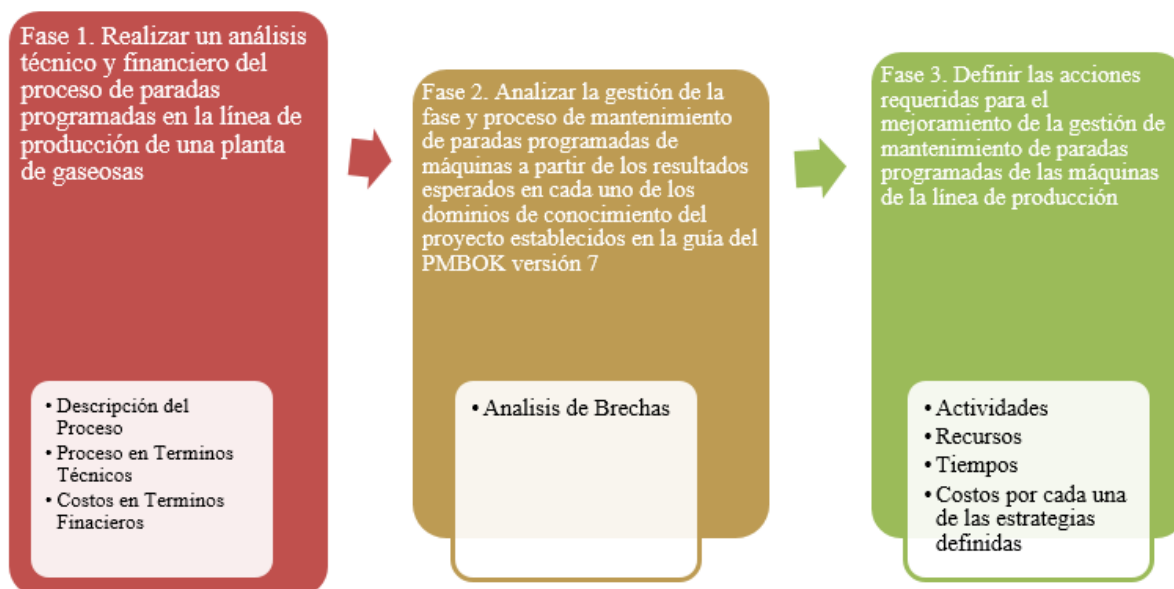 Fase 1. Realizar un análisis
técnico y financiero del
proceso de paradas
programadas en la línea de
producción de una planta
de gaseosas
• Descripción del
Proceso
• Proceso en Terminos
Técnicos
• Costos en Terminos
Finacieros
Fase 2. Analizar la gestión de la
fase y proceso de mantenimiento
de paradas programadas de
máquinas a partir de los resultados
esperados en cada uno de los
dominios de conocimiento del
proyecto establecidos en la guía del
PMBOK versión 7
• Analisis de Brechas
Fase 3. Definir las acciones
requeridas para el
mejoramiento de la gestión de
mantenimiento de paradas
programadas de las máquinas
de la línea de producción
• Actividades
• Recursos
• Tiempos
• Costos por cada una
de las estrategias
definidas